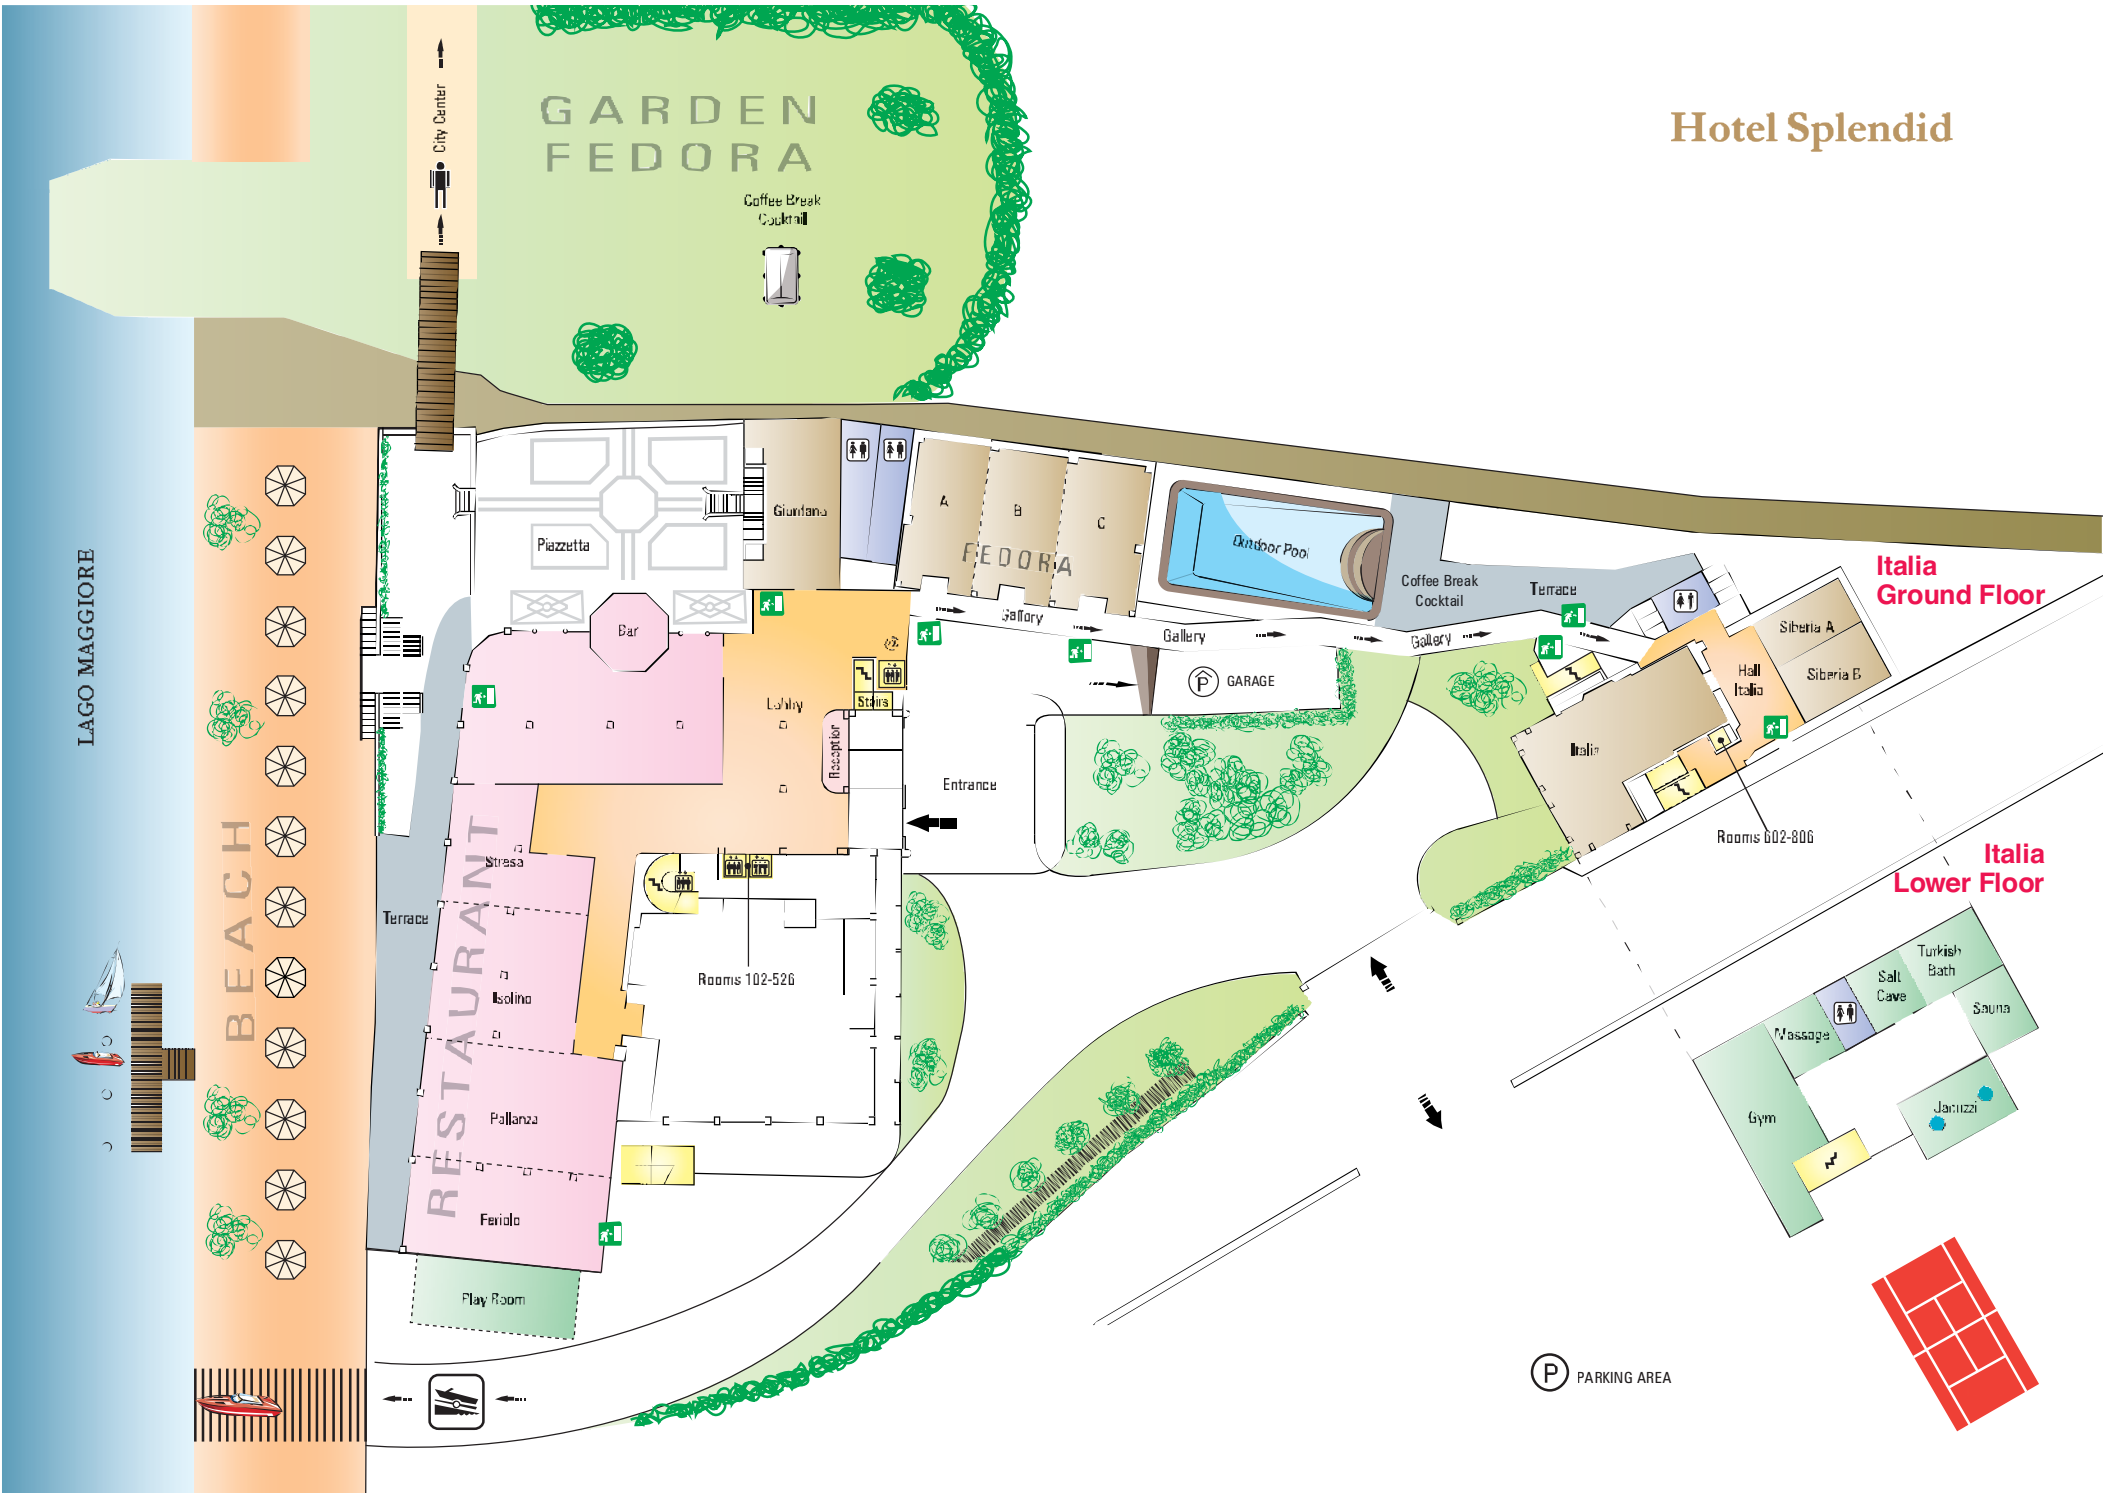 City Center
GARDEN
FEDORA
Coffee Break
Cocktail
Hotel Splendid
LAGO MAGGIORE
BEACH
Piazzetta
Giordano
A
B
C
FEDORA
Outdoor Pool
Coffee Break
Cocktail
Terrace
Italia
Ground Floor
Bar
Gallery
Gallery
Gallery
Siberia A
Siberia B
Hall
Italia
P
GARAGE
Lobby
Stairs
Reception
Italia
Entrance
Rooms 602-806
Italia
Lower Floor
Stresa
RESTAURANT
Terrace
Isolino
Rooms 102-526
Turkish
Bath
Salt
Cave
Sauna
Massage
Pallanza
Gym
Jacuzzi
Feriolo
Play Room
P
PARKING AREA